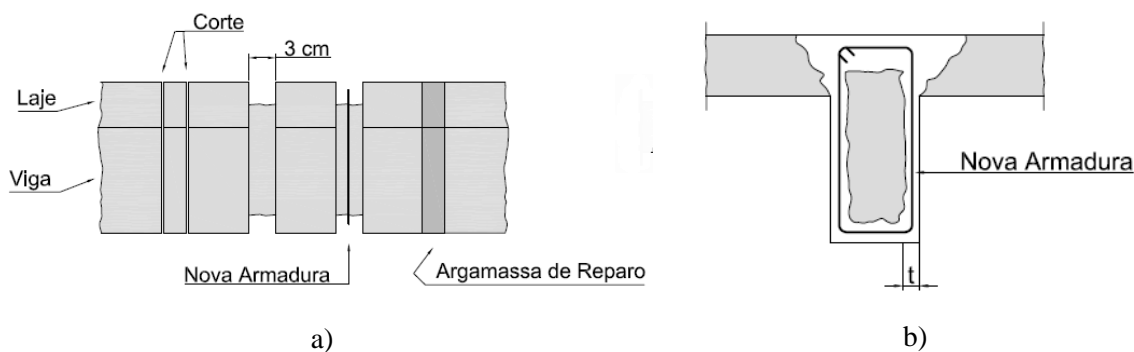 Corte
3 cm
Laje
Viga
Nova Armadura
Argamassa de Reparo
a)
Nova Armadura
t
b)